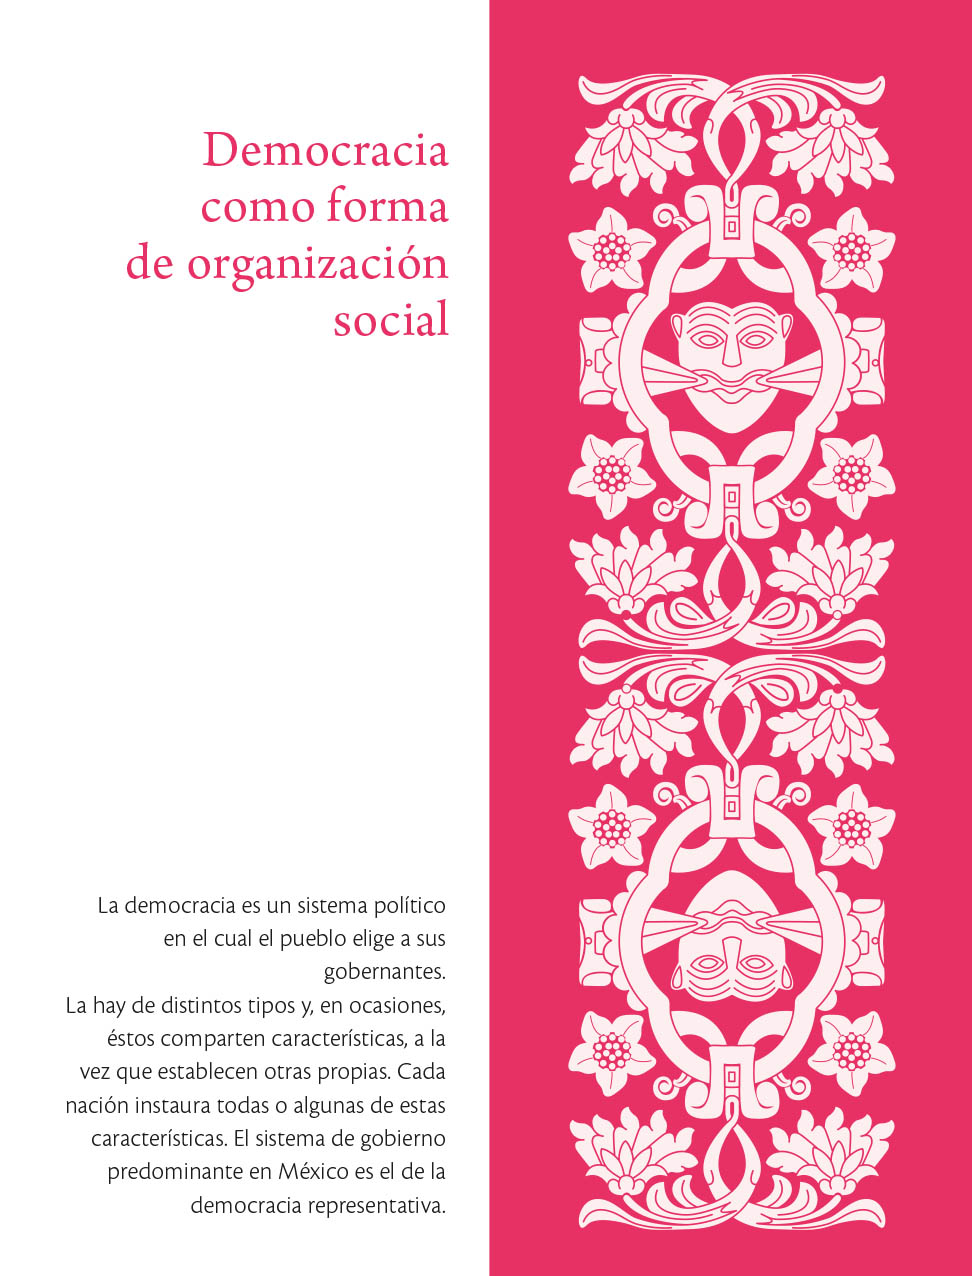 Democracia
como forma
de organización
social
La democracia es un sistema político
en el cual el pueblo elige a sus
gobernantes.
La hay de distintos tipos y, en ocasiones,
éstos comparten características, a la
vez que establecen otras propias. Cada
nación instaura todas o algunas de estas
características. El sistema de gobierno
predominante en México es el de la
democracia representativa.